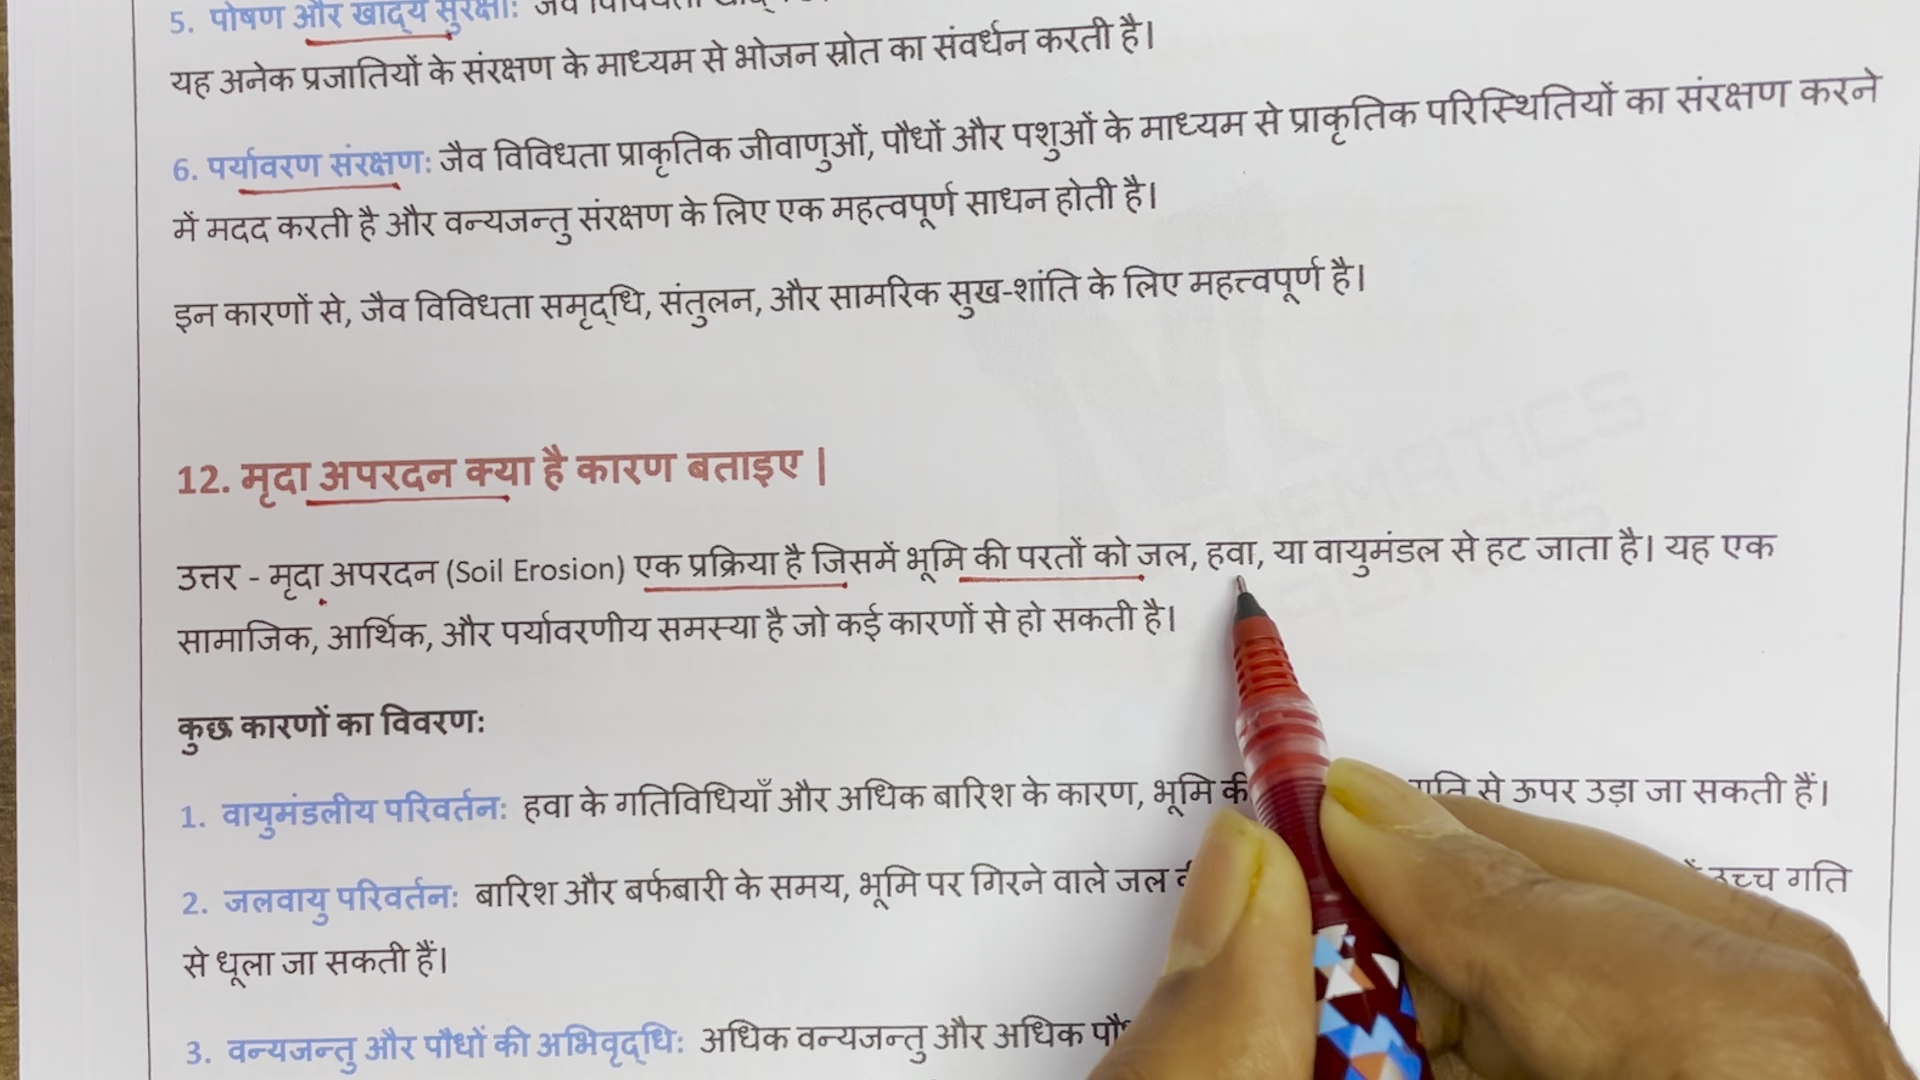 5. पोषण और खाद्य सुरक्षा: जैव विविधता
यह अनेक प्रजातियों के संरक्षण के माध्यम से भोजन स्रोत का संवर्धन करती है।
6. पर्यावरण संरक्षण: जैव विविधता प्राकृतिक जीवाणुओं, पौधों और पशुओं के माध्यम से प्राकृतिक परिस्थितियों का संरक्षण करने
में मदद करती है और वन्यजन्तु संरक्षण के लिए एक महत्वपूर्ण साधन होती है।
इन कारणों से, जैव विविधता समृद्धि, संतुलन, और सामरिक सुख-शांति के लिए महत्त्वपूर्ण है।
12. मृदा अपरदन क्या है कारण बताइए |
उत्तर - मृदा अपरदन (Soil Erosion) एक प्रक्रिया है जिसमें भूमि की परतों को जल, हवा, या वायुमंडल से हट जाता है। यह एक
सामाजिक, आर्थिक, और पर्यावरणीय समस्या है जो कई कारणों से हो सकती है।
कुछ कारणों का विवरण:
1. वायुमंडलीय परिवर्तन: हवा के गतिविधियाँ और अधिक बारिश के कारण, भूमि की से ऊपर उड़ा जा सकती हैं।
2. जलवायु परिवर्तन: बारिश और बर्फबारी के समय, भूमि पर गिरने वाले जल उच्च गति
से धूला जा सकती हैं।
3. वन्यजन्तु और पौधों की अभिवृद्धि: अधिक वन्यजन्तु और अधिक